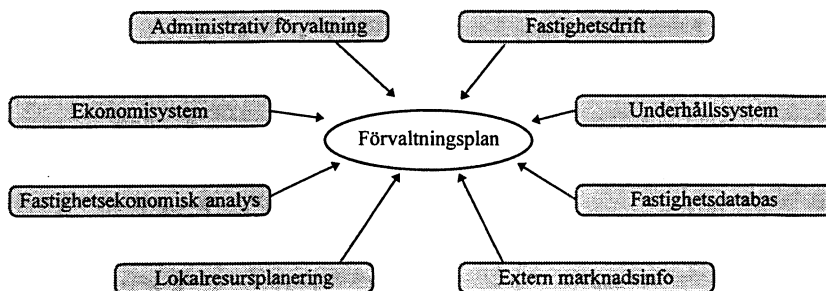 Administrativ förvaltning
Fastighetsdrift
Ekonomisystem
Underhållssystem
Förvaltningsplan
Fastighetsekonomisk analys
Fastighetsdatabas
Lokalresursplanering
Extern marknadsinfo